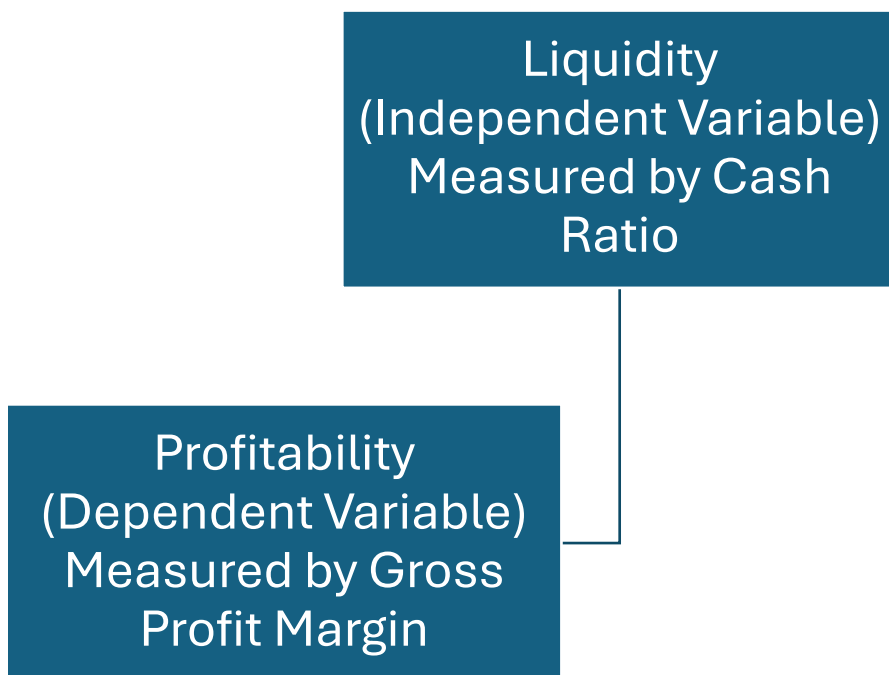 Liquidity
(Independent Variable)
Measured by Cash
Ratio
Profitability
(Dependent Variable)
Measured by Gross
Profit Margin